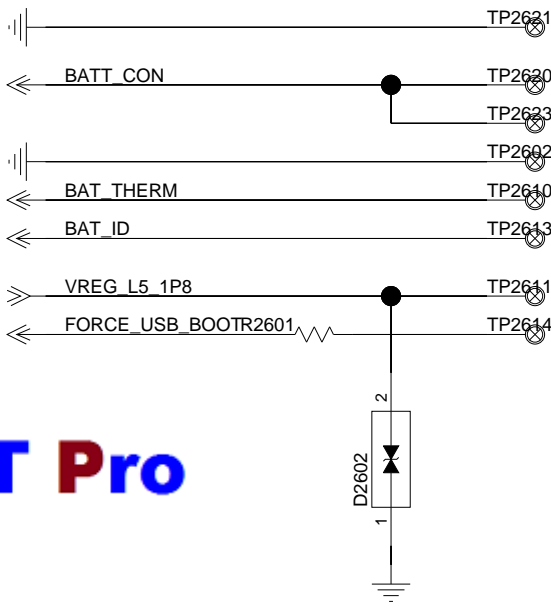 TP2621
BATT_CON TP2620
TP2623
TP2602
BAT_THERM TP2610
BAT_ID TP2613
VREG_L5_1P8 TP2611
FORCE_USB_BOOT R2601 TP2614
2
T Pro
D2602
1